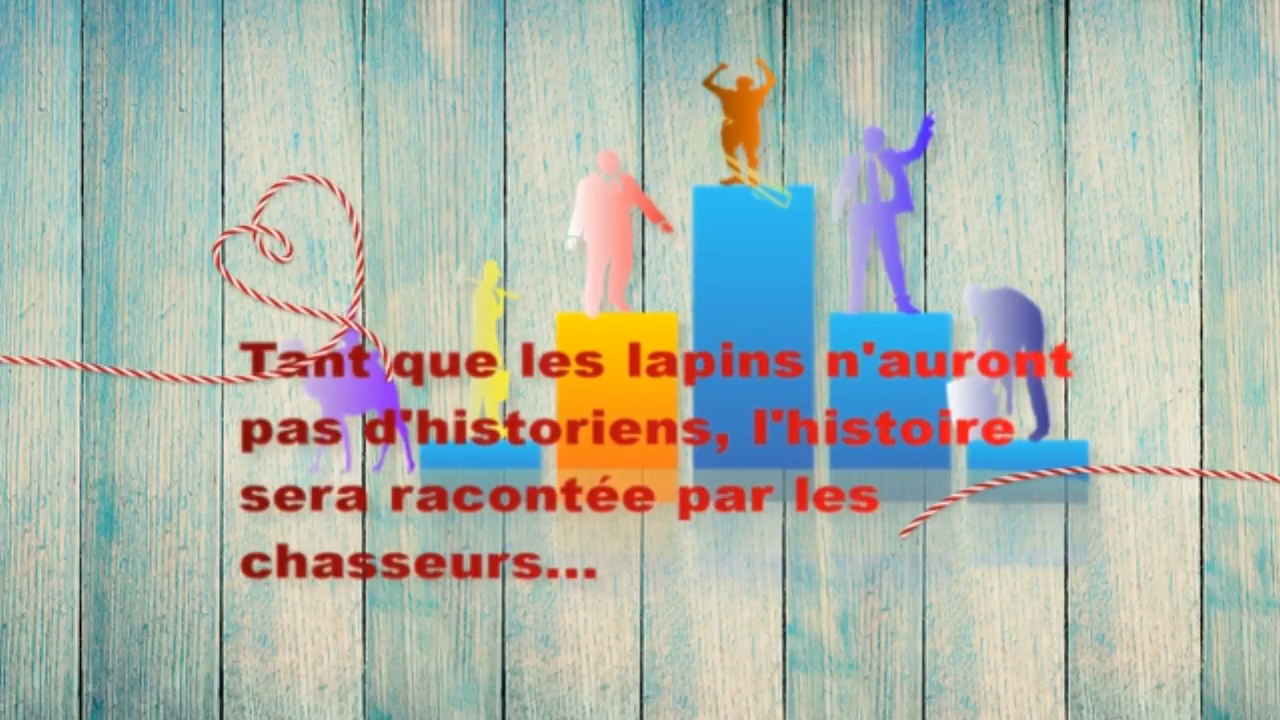 Tant que les lapins n'auront
pas d'historiens, l'histoire
sera racontée par les
chasseurs...